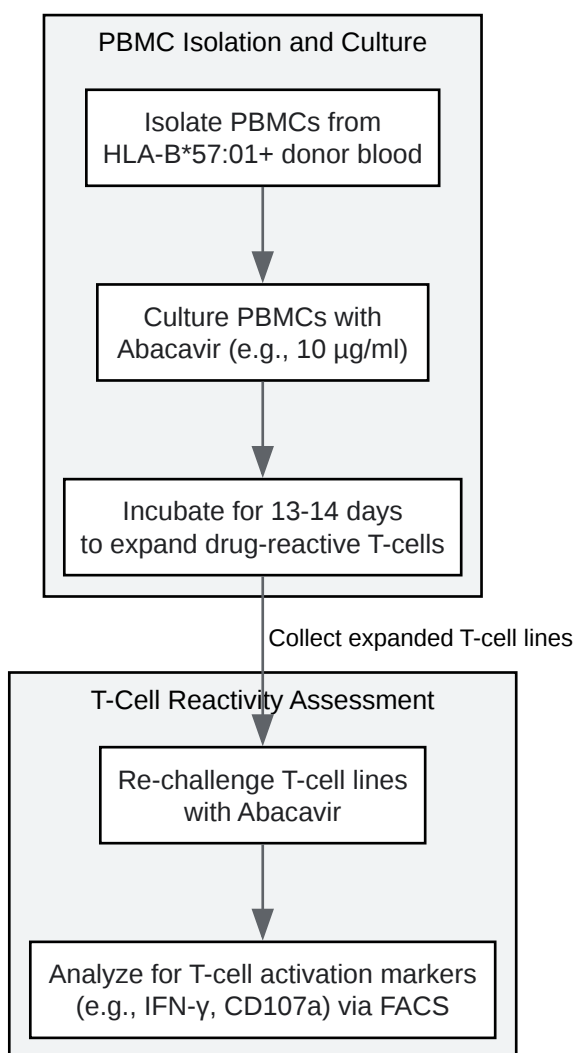 PBMC Isolation and Culture
Isolate PBMCs from
HLA-B*57:01+ donor blood
Culture PBMCs with
Abacavir (e.g., 10 µg/ml)
Incubate for 13-14 days
to expand drug-reactive T-cells
Collect expanded T-cell lines
T-Cell Reactivity Assessment
Re-challenge T-cell lines
with Abacavir
Analyze for T-cell activation markers
(e.g., IFN-γ, CD107a) via FACS